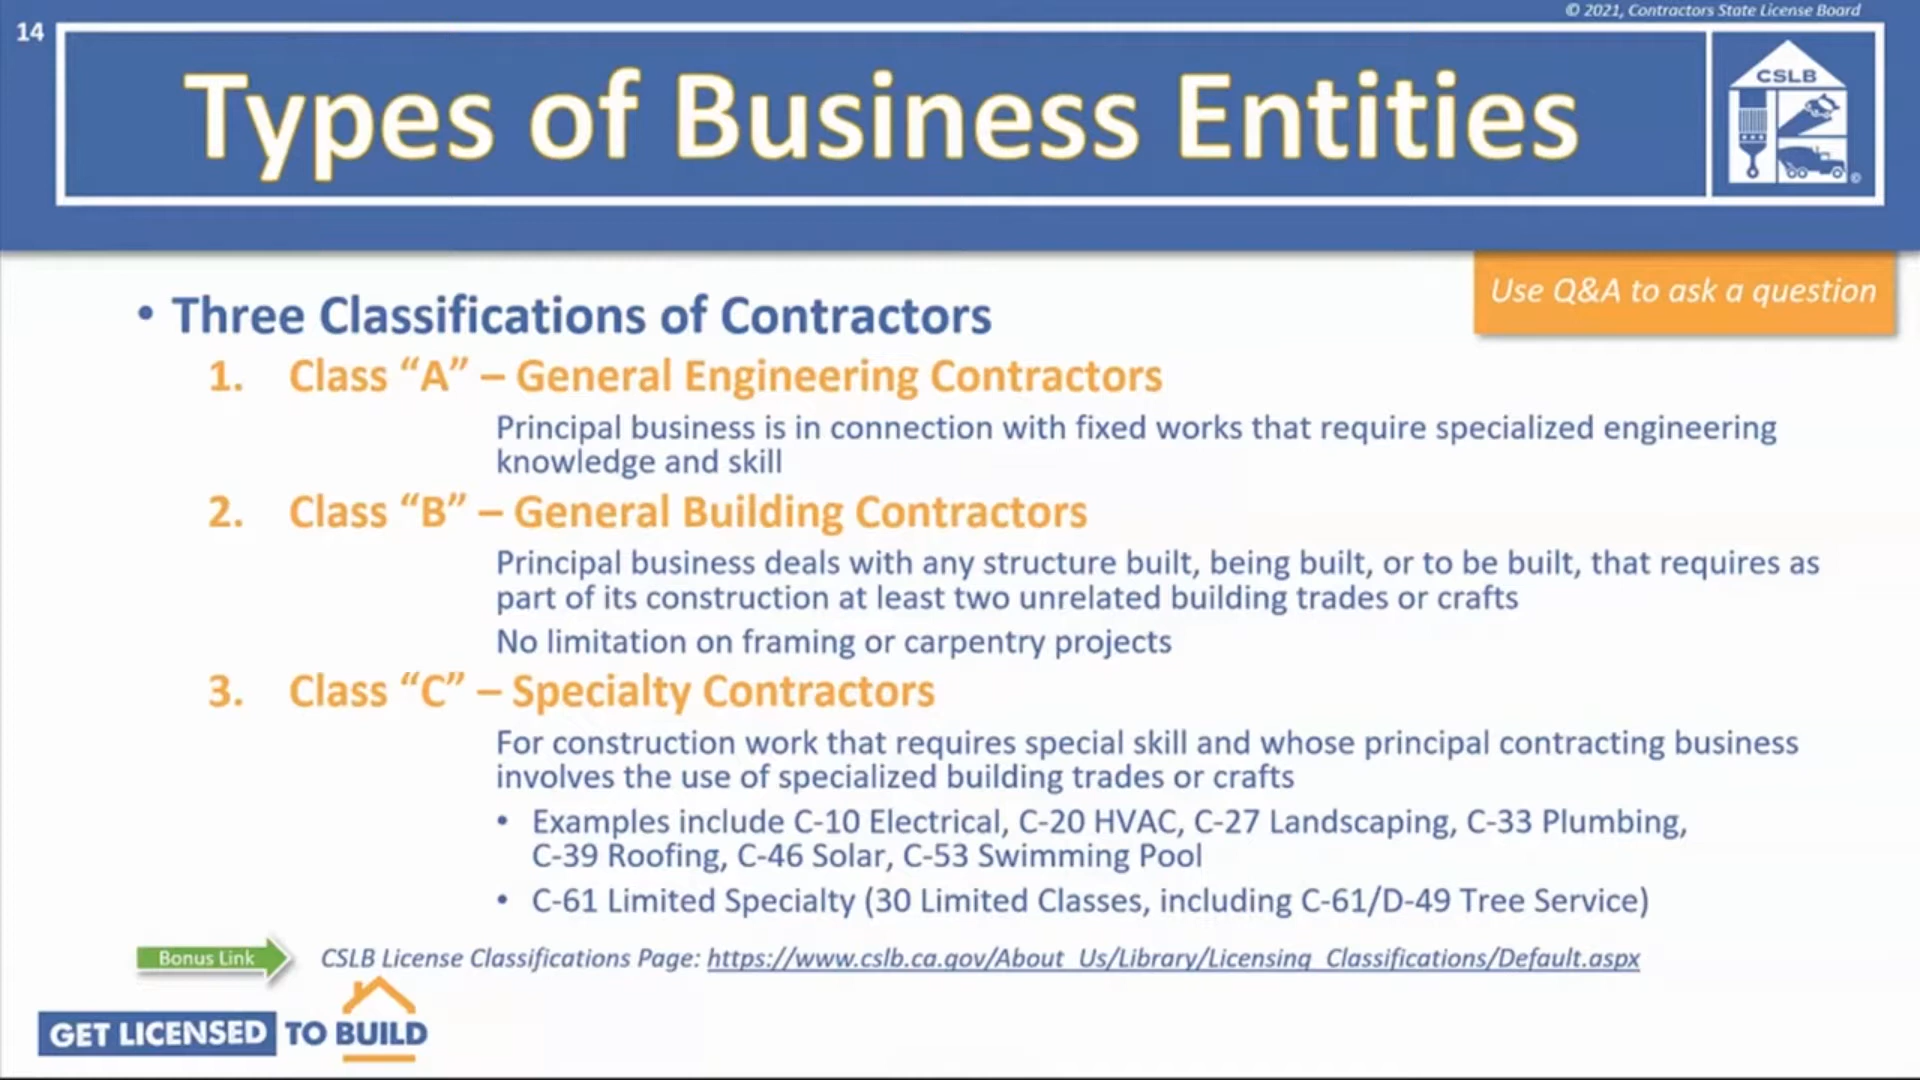 © 2021, Contractors State License Board
14
Types of Business Entities
CSLB
©
Use Q&A to ask a question
• Three Classifications of Contractors
1. Class “A” – General Engineering Contractors
Principal business is in connection with fixed works that require specialized engineering
knowledge and skill
2. Class “B” – General Building Contractors
Principal business deals with any structure built, being built, or to be built, that requires as
part of its construction at least two unrelated building trades or crafts
No limitation on framing or carpentry projects
3. Class “C” – Specialty Contractors
For construction work that requires special skill and whose principal contracting business
involves the use of specialized building trades or crafts
• Examples include C-10 Electrical, C-20 HVAC, C-27 Landscaping, C-33 Plumbing,
C-39 Roofing, C-46 Solar, C-53 Swimming Pool
• C-61 Limited Specialty (30 Limited Classes, including C-61/D-49 Tree Service)
Bonus Link CSLB License Classifications Page: https://www.cslb.ca.gov/About_Us/Library/Licensing_Classifications/Default.aspx
GET LICENSED TO BUILD